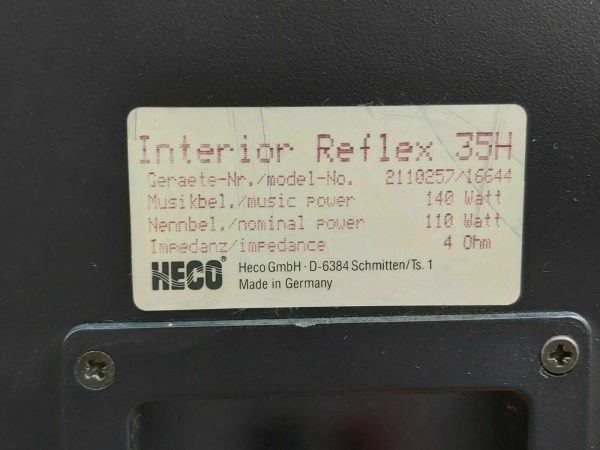 Interior Reflex 35H
Geraete-Nr./model-No. 2110257/16644
Musikbel./music power 140 Watt
Nennbel./nominal power 110 Watt
Impedanz/impedance 4 Ohm
HECO® Heco GmbH · D-6384 Schmitten/Ts. 1
Made in Germany